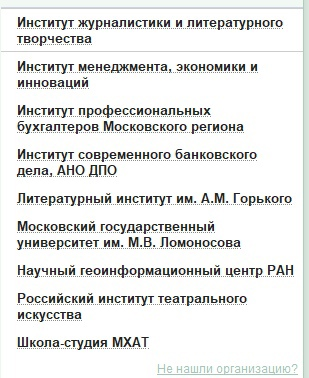 Институт журналистики и литературного
творчества
Институт менеджмента, экономики и
инноваций
Институт профессиональных
бухгалтеров Московского региона
Институт современного банковского
дела, АНО ДПО
Литературный институт им. А.М. Горького
Московский государственный
университет им. М.В. Ломоносова
Научный геоинформационный центр РАН
Российский институт театрального
искусства
Школа-студия МХАТ
Не нашли организацию?